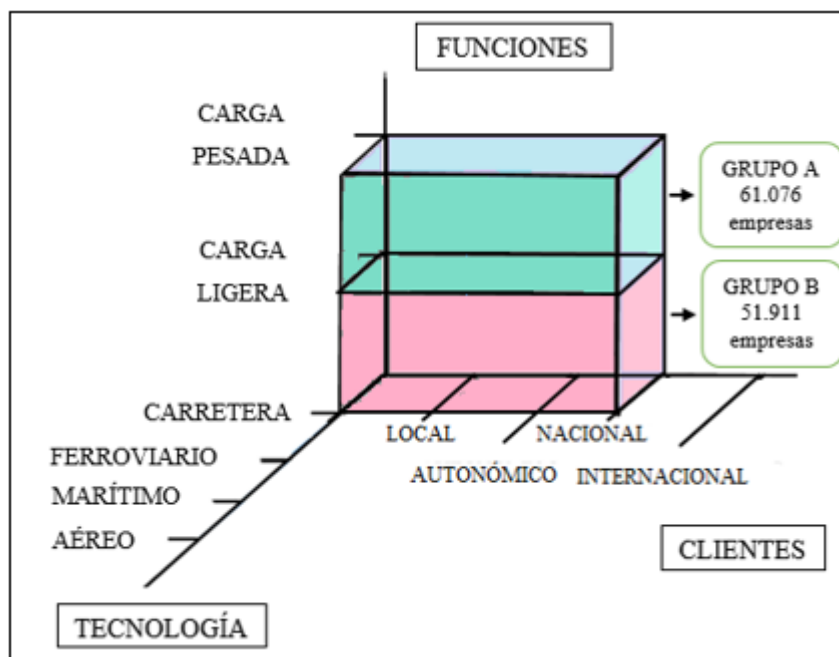 FUNCIONES
CARGA
PESADA
GRUPO A
61.076
empresas
CARGA
LIGERA
GRUPO B
51.911
empresas
CARRETERA
LOCAL
NACIONAL
FERROVIARIO
AUTONÓMICO
INTERNACIONAL
MARÍTIMO
AÉREO
CLIENTES
TECNOLOGÍA